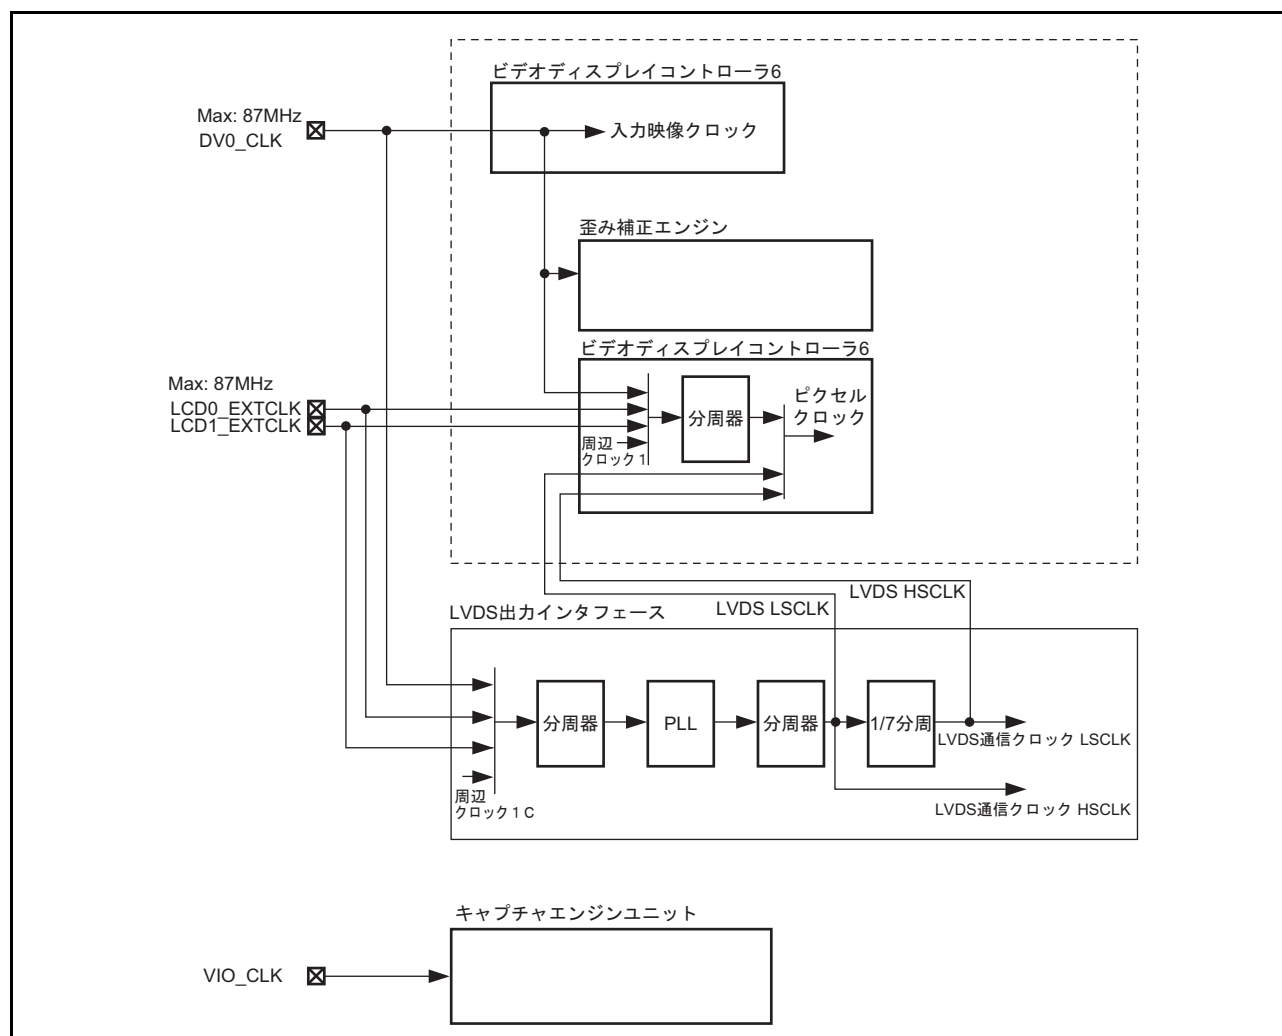 ビデオディスプレイコントローラ6
Max: 87MHz
DV0_CLK
入力映像クロック
歪み補正エンジン
ビデオディスプレイコントローラ6
Max: 87MHz
LCD0_EXTCLK
LCD1_EXTCLK
分周器
ピクセル
クロック
周辺
クロック1
LVDS HSCLK
LVDS LSCLK
LVDS出力インタフェース
分周器
PLL
分周器
1/7分周
LVDS通信クロック LSCLK
周辺
クロック1 C
LVDS通信クロック HSCLK
キャプチャエンジンユニット
VIO_CLK